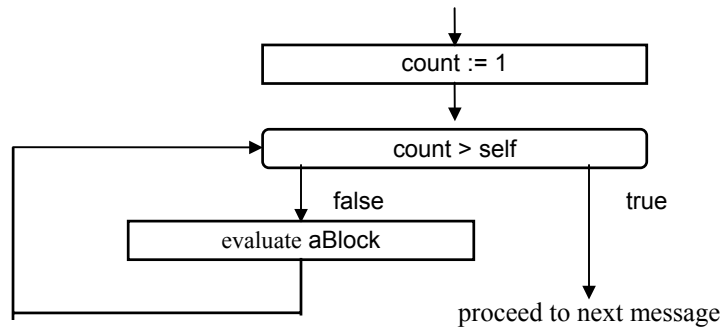 count := 1
count > self
false
true
evaluate aBlock
proceed to next message